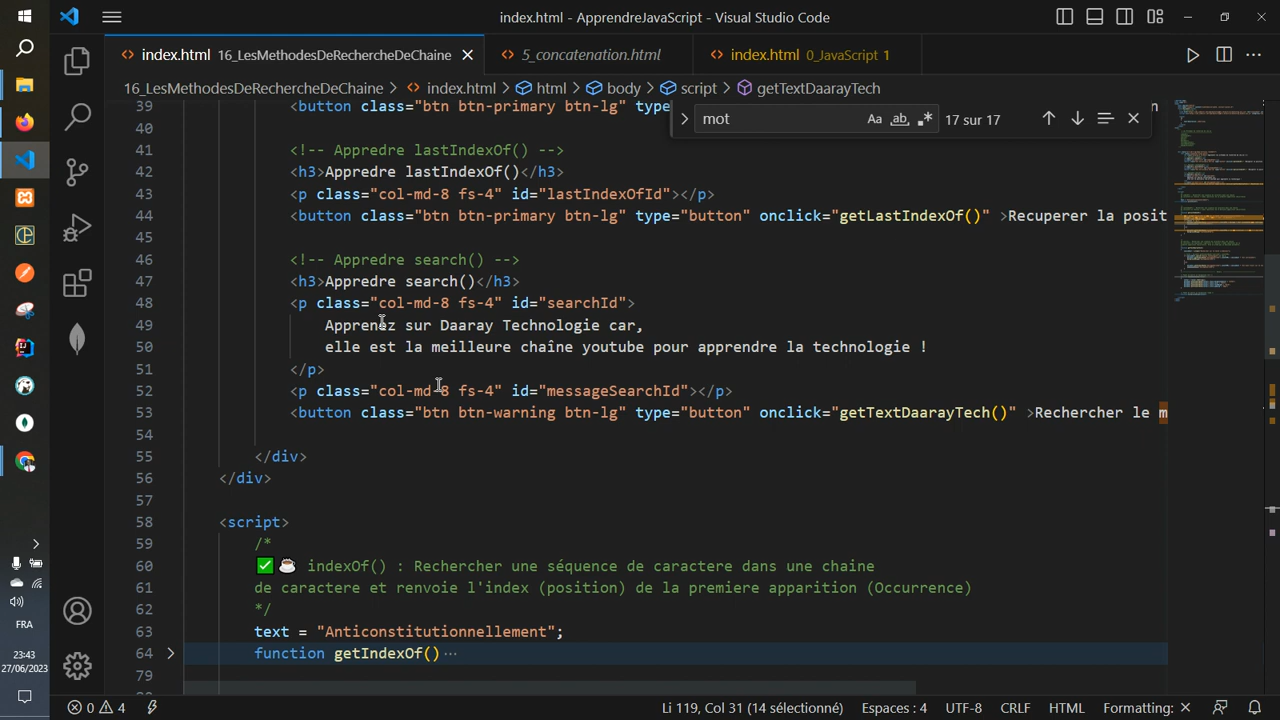 index.html - ApprendreJavaScript - Visual Studio Code
index.html 16_LesMethodesDeRechercheDeChaine 5_concatenation.html index.html 0_JavaScript 1
16_LesMethodesDeRechercheDeChaine > index.html > html > body > script > getTextDaarayTech
mot Aa ab 17 sur 17
39 <button class="btn btn-primary btn-lg" type n
40
41 <!-- Appredre lastIndexOf() -->
42 <h3>Appredre lastIndexOf()</h3>
43 <p class="col-md-8 fs-4" id="lastIndexOfId"></p>
44 <button class="btn btn-primary btn-lg" type="button" onclick="getLastIndexOf()" >Recuperer la posit
45
46 <!-- Appredre search() -->
47 <h3>Appredre search()</h3>
48 <p class="col-md-8 fs-4" id="searchId">
49 Apprenez sur Daaray Technologie car,
50 elle est la meilleure chaîne youtube pour apprendre la technologie !
51 </p>
52 <p class="col-md-8 fs-4" id="messageSearchId"></p>
53 <button class="btn btn-warning btn-lg" type="button" onclick="getTextDaarayTech()" >Rechercher le m
54
55 </div>
56 </div>
57
58 <script>
59 /*
60 ✅ ☕ indexOf() : Rechercher une séquence de caractere dans une chaine
61 de caractere et renvoie l'index (position) de la premiere apparition (Occurrence)
62 */
63 text = "Anticonstitutionnellement";
64 function getIndexOf() ...
79
FRA
23:43
27/06/2023
0 4 Li 119, Col 31 (14 sélectionné) Espaces : 4 UTF-8 CRLF HTML Formatting: ×